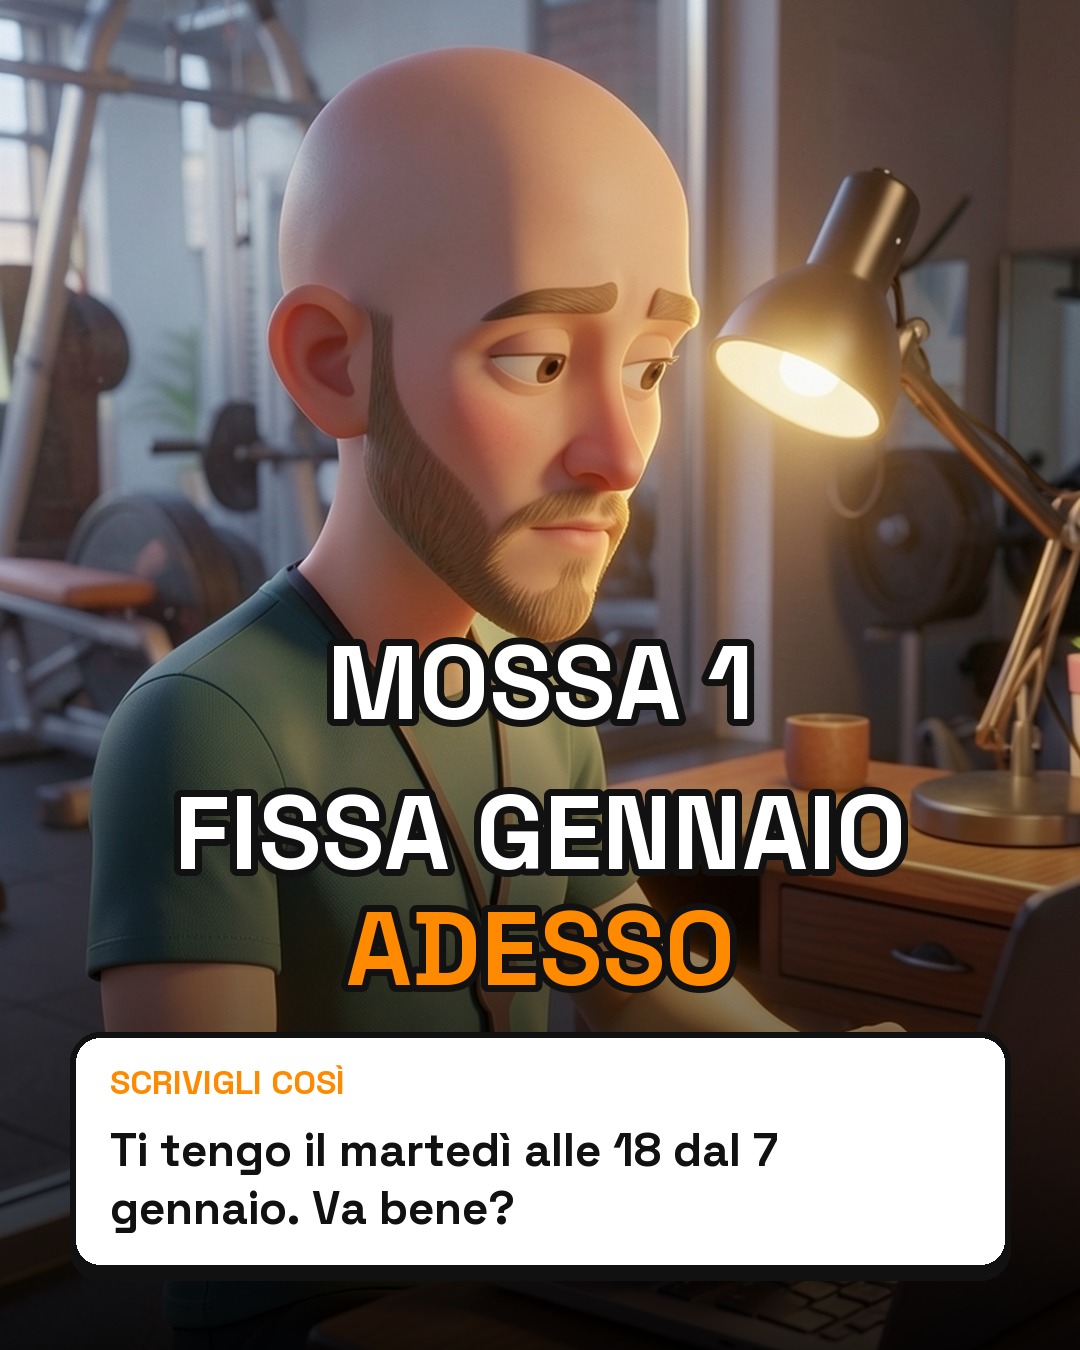 MOSSA 1
FISSA GENNAIO
ADESSO
SCRIVIGLI COSÌ
Ti tengo il martedì alle 18 dal 7
gennaio. Va bene?